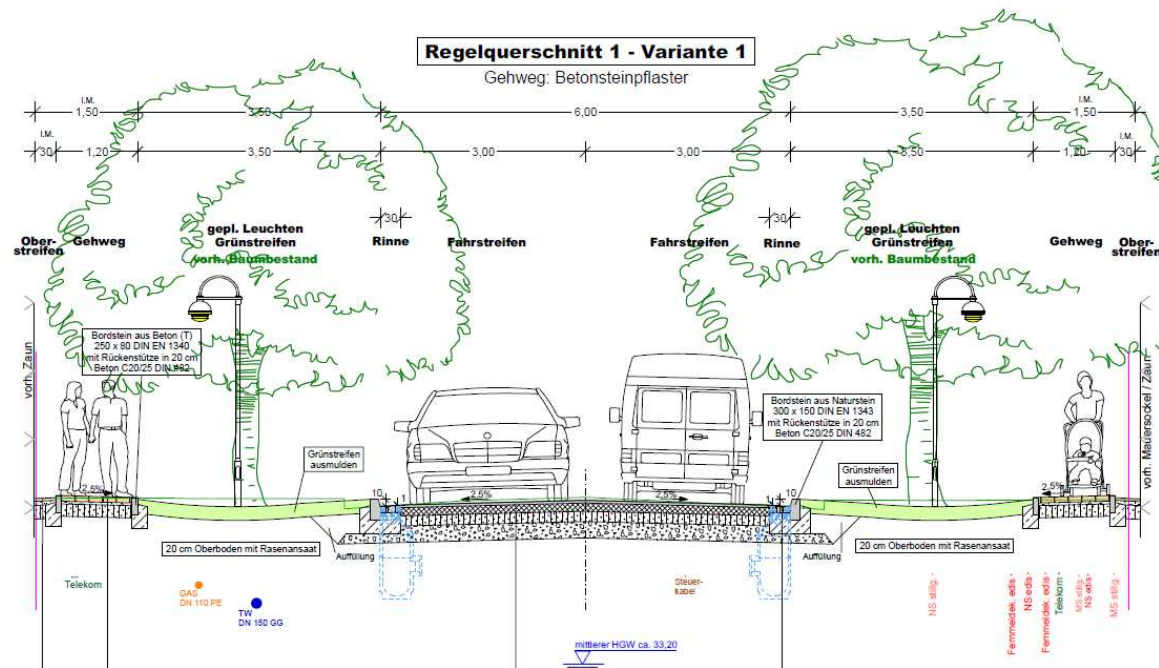 Regelquerschnitt 1 - Variante 1
Gehweg: Betonsteinpflaster
I.M.
1,50
3,50
6,00
3,50
I.M.
1,50
I.M.
30
1,20
3,50
3,00
3,00
3,50
1,20
I.M.
30
30
30
Ober-
streifen
Gehweg
gepl. Leuchten
Grünstreifen
vorh. Baumbestand
Rinne
Fahrstreifen
Fahrstreifen
Rinne
gepl. Leuchten
Grünstreifen
vorh. Baumbestand
Gehweg
Ober-
streifen
vorh. Zaun
Bordstein aus Beton (T)
250 x 80 DIN EN 1340
mit Rückenstütze in 20 cm
Beton C20/25 DIN 482
Bordstein aus Naturstein
300 x 150 DIN EN 1343
mit Rückenstütze in 20 cm
Beton C20/25 DIN 482
vorh. Mauersockel / Zaun
Grünstreifen
ausmulden
Grünstreifen
ausmulden
2,5%
10
1
2,5%
2,5%
1
10
2,5%
20 cm Oberboden mit Rasenansaat
Auffüllung
Auffüllung
20 cm Oberboden mit Rasenansaat
Telekom
GAS
DN 110 PE
TW
DN 150 GG
Steuer-
kabel
mittlerer HGW ca. 33,20
NS stillg.
Fernmeldek. edis
NS edis
Fernmeldek. edis
Telekom
MS stillg.
NS edis
MS stillg.